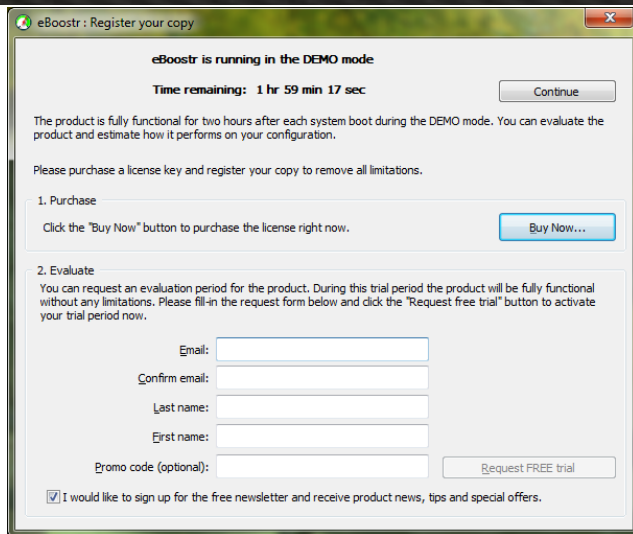 eBoostr : Register your copy
eBoostr is running in the DEMO mode
Time remaining: 1 hr 59 min 17 sec
Continue
The product is fully functional for two hours after each system boot during the DEMO mode. You can evaluate the
product and estimate how it performs on your configuration.
Please purchase a license key and register your copy to remove all limitations.
1. Purchase
Click the "Buy Now" button to purchase the license right now.
Buy Now...
2. Evaluate
You can request an evaluation period for the product. During this trial period the product will be fully functional
without any limitations. Please fill-in the request form below and click the "Request free trial" button to activate
your trial period now.
Email:
Confirm email:
Last name:
First name:
Promo code (optional):
Request FREE trial
I would like to sign up for the free newsletter and receive product news, tips and special offers.